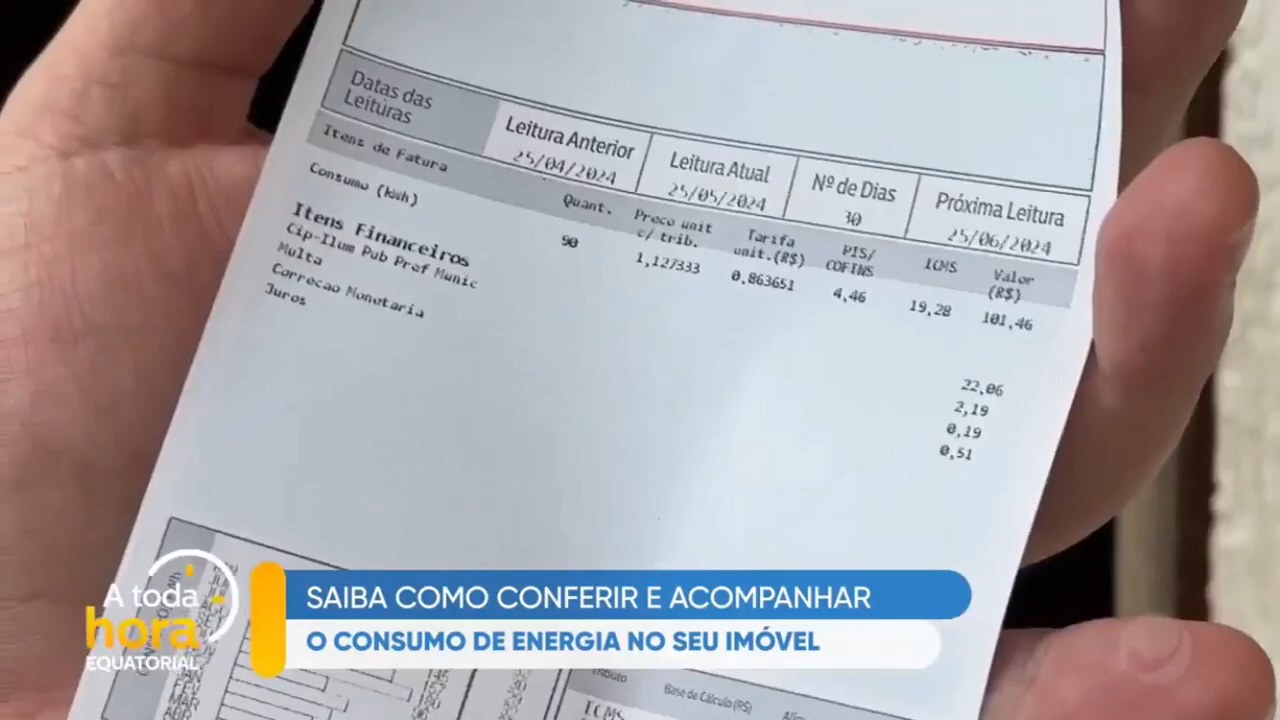 Datas das
Leituras
Leitura Anterior
25/04/2024
Leitura Atual
25/05/2024
Nº de Dias
30
Próxima Leitura
25/06/2024
Itens de Fatura
Quant.
Preco unit
c/ trib.
Tarifa
unit.(R$)
PIS/
COFINS
ICMS
Valor
(R$)
Consumo (kWh)
90
1,127333
0,863651
4,46
19,28
101,46
Itens Financeiros
Cip-Ilum Pub Pref Munic
22,06
Multa
2,19
Correcao Monetaria
0,19
Juros
0,51
A toda
hora
EQUATORIAL
SAIBA COMO CONFERIR E ACOMPANHAR
O CONSUMO DE ENERGIA NO SEU IMÓVEL
Tributo
Base de Cálculo (R$)
ICMS